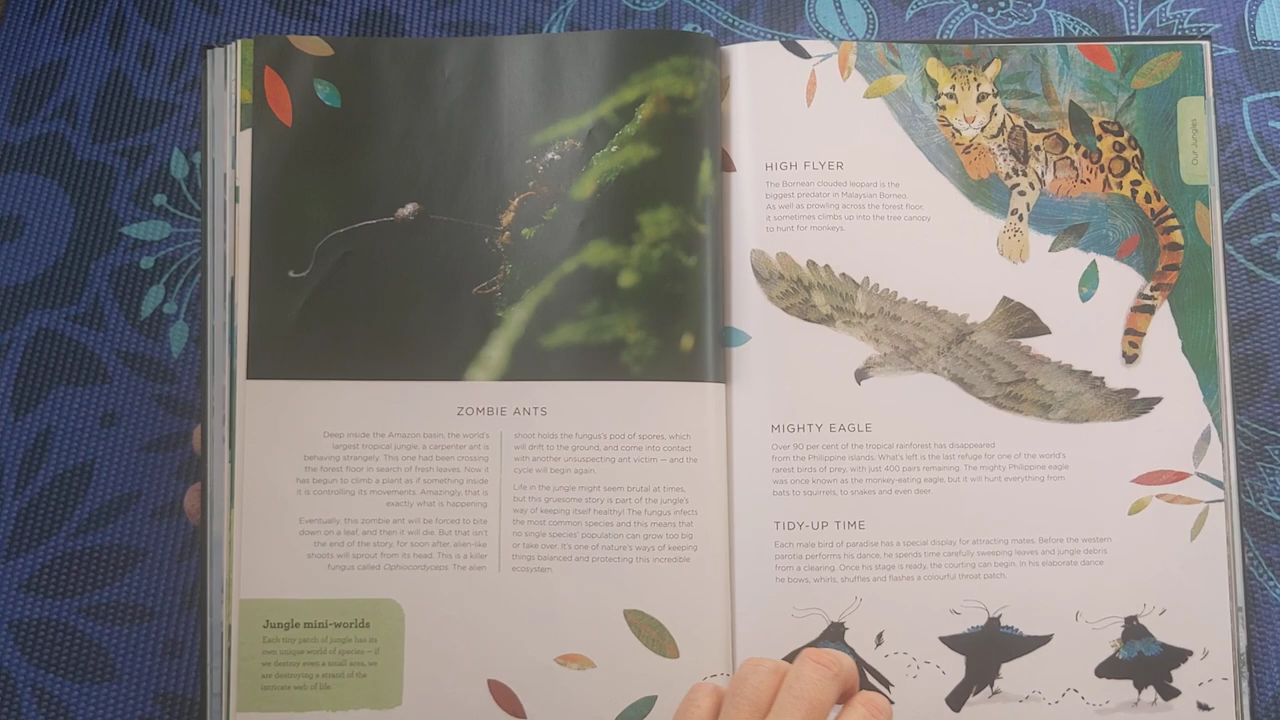 ZOMBIE ANTS
Deep inside the Amazon basin, the world's
largest tropical jungle, a carpenter ant is
behaving strangely. This one had been crossing
the forest floor in search of fresh leaves. Now it
has begun to climb a plant as if something inside
it is controlling its movements. Amazingly, that is
exactly what is happening.
Eventually, this zombie ant will be forced to bite
down on a leaf, and then it will die. But that isn't
the end of the story, for soon after, alien-like
shoots will sprout from its head. This is a killer
fungus called Ophiocordyceps. The alien
shoot holds the fungus's pod of spores, which
will drift to the ground, and come into contact
with another unsuspecting ant victim — and the
cycle will begin again.
Life in the jungle might seem brutal at times,
but this gruesome story is part of the jungle's
way of keeping itself healthy! The fungus infects
the most common species and this means that
no single species' population can grow too big
or take over. It's one of nature's ways of keeping
things balanced and protecting this incredible
ecosystem.
Jungle mini-worlds
Each tiny patch of jungle has its
own unique world of species — if
we destroy even a small area, we
are destroying a strand of the
intricate web of life.
Our Jungles
HIGH FLYER
The Bornean clouded leopard is the
biggest predator in Malaysian Borneo.
As well as prowling across the forest floor,
it sometimes climbs up into the tree canopy
to hunt for monkeys.
MIGHTY EAGLE
Over 90 per cent of the tropical rainforest has disappeared
from the Philippine islands. What's left is the last refuge for one of the world's
rarest birds of prey, with just 400 pairs remaining. The mighty Philippine eagle
was once known as the monkey-eating eagle, but it will hunt everything from
bats to squirrels, to snakes and even deer.
TIDY-UP TIME
Each male bird of paradise has a special display for attracting mates. Before the western
parotia performs his dance, he spends time carefully sweeping leaves and jungle debris
from a clearing. Once his stage is ready, the courting can begin. In his elaborate dance
he bows, whirls, shuffles and flashes a colourful throat patch.